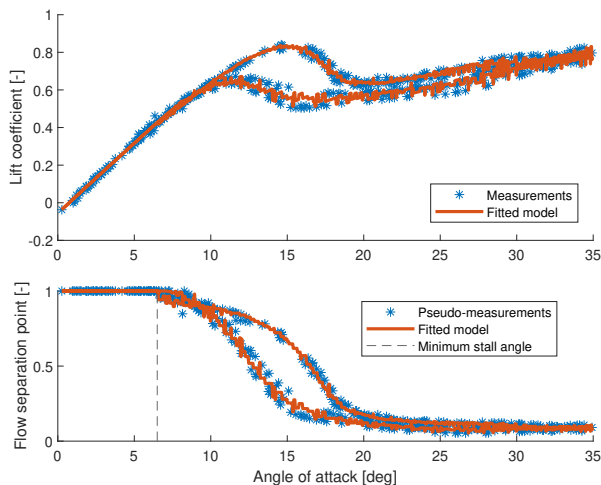 Lift coefficient [-]
1
0.8
0.6
0.4
0.2
0
-0.2
0 5 10 15 20 25 30 35
Measurements
Fitted model
Flow separation point [-]
1
0.5
0
0 5 10 15 20 25 30 35
Pseudo-measurements
Fitted model
Minimum stall angle
Angle of attack [deg]